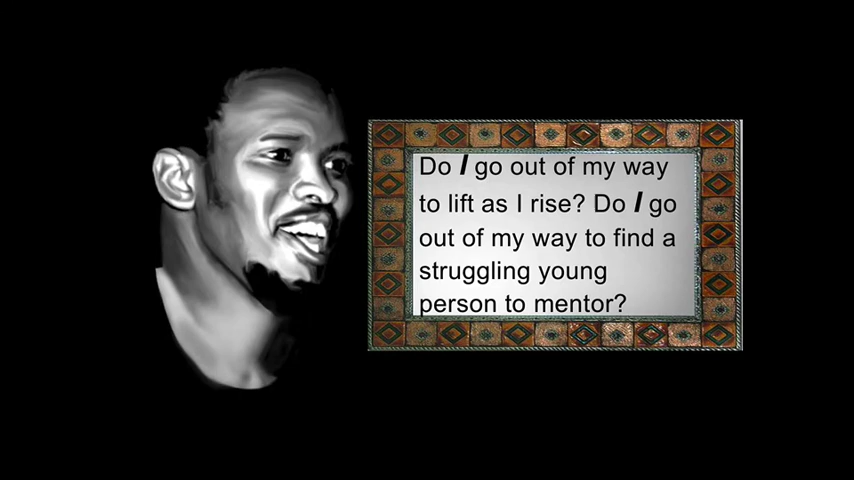 Do I go out of my way
to lift as I rise? Do I go
out of my way to find a
struggling young
person to mentor?